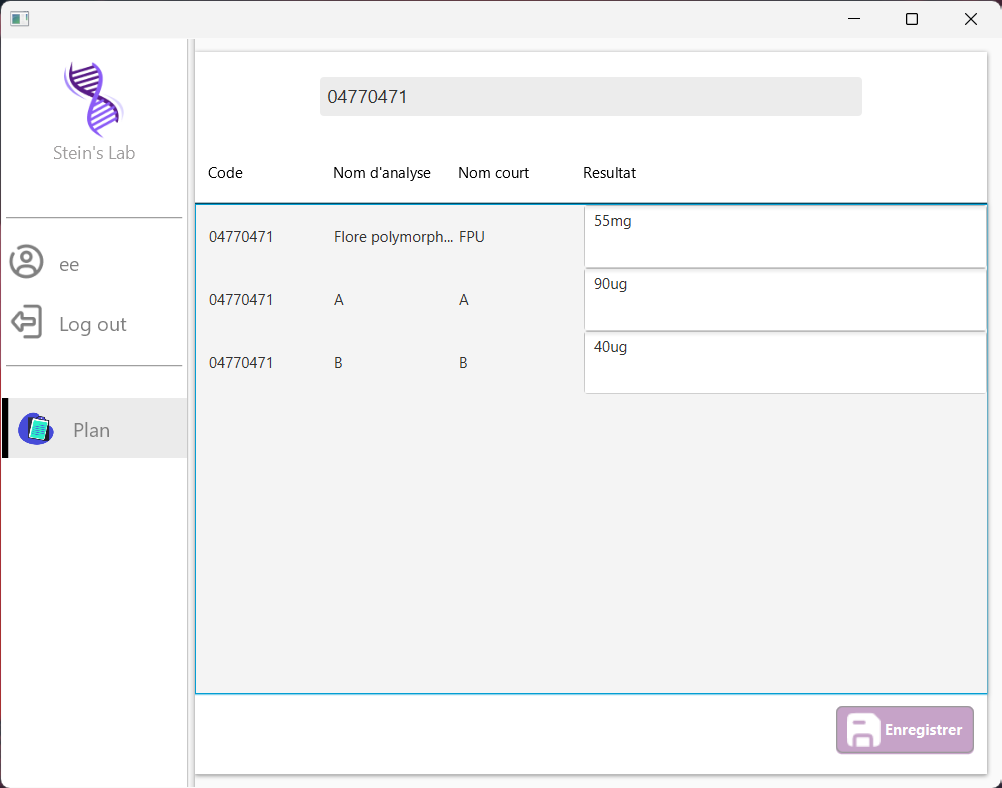 Stein's Lab
ee
Log out
Plan
04770471
Code Nom d'analyse Nom court Resultat
04770471 Flore polymorph... FPU 55mg
04770471 A A 90ug
04770471 B B 40ug
Enregistrer